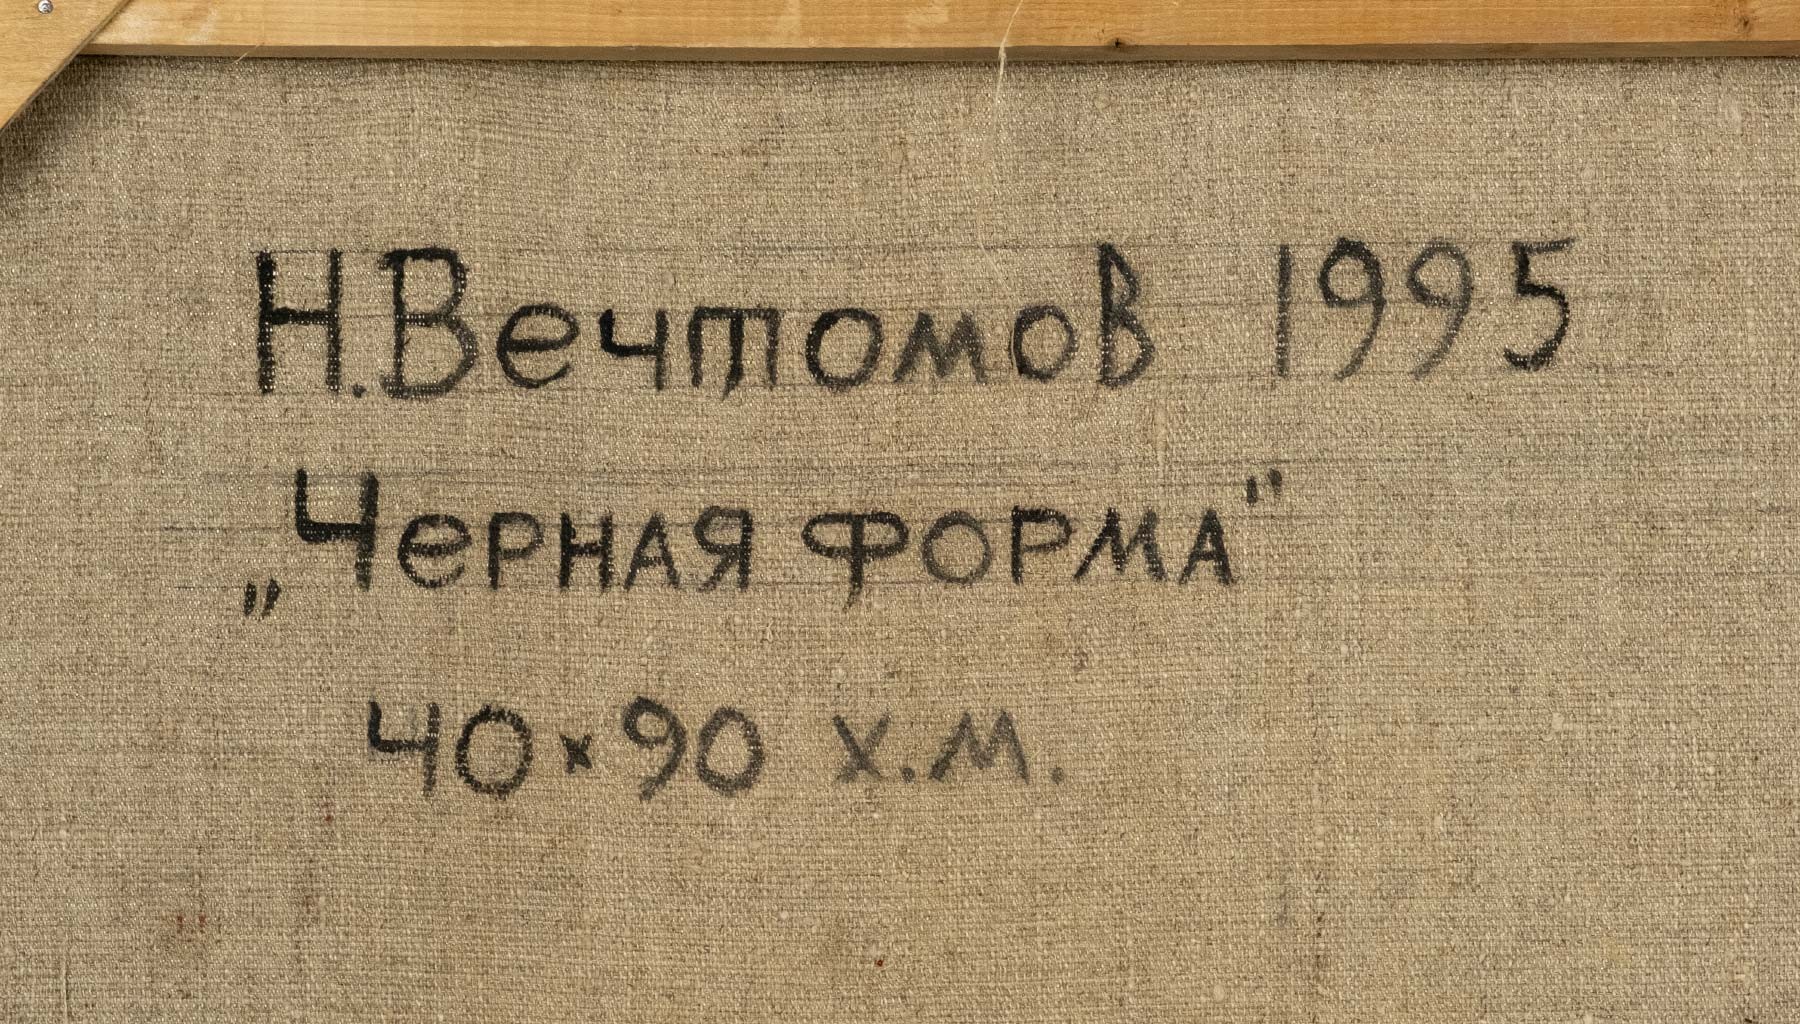 Н.Вечтомов 1995
„Черная форма"
40×90 х.м.